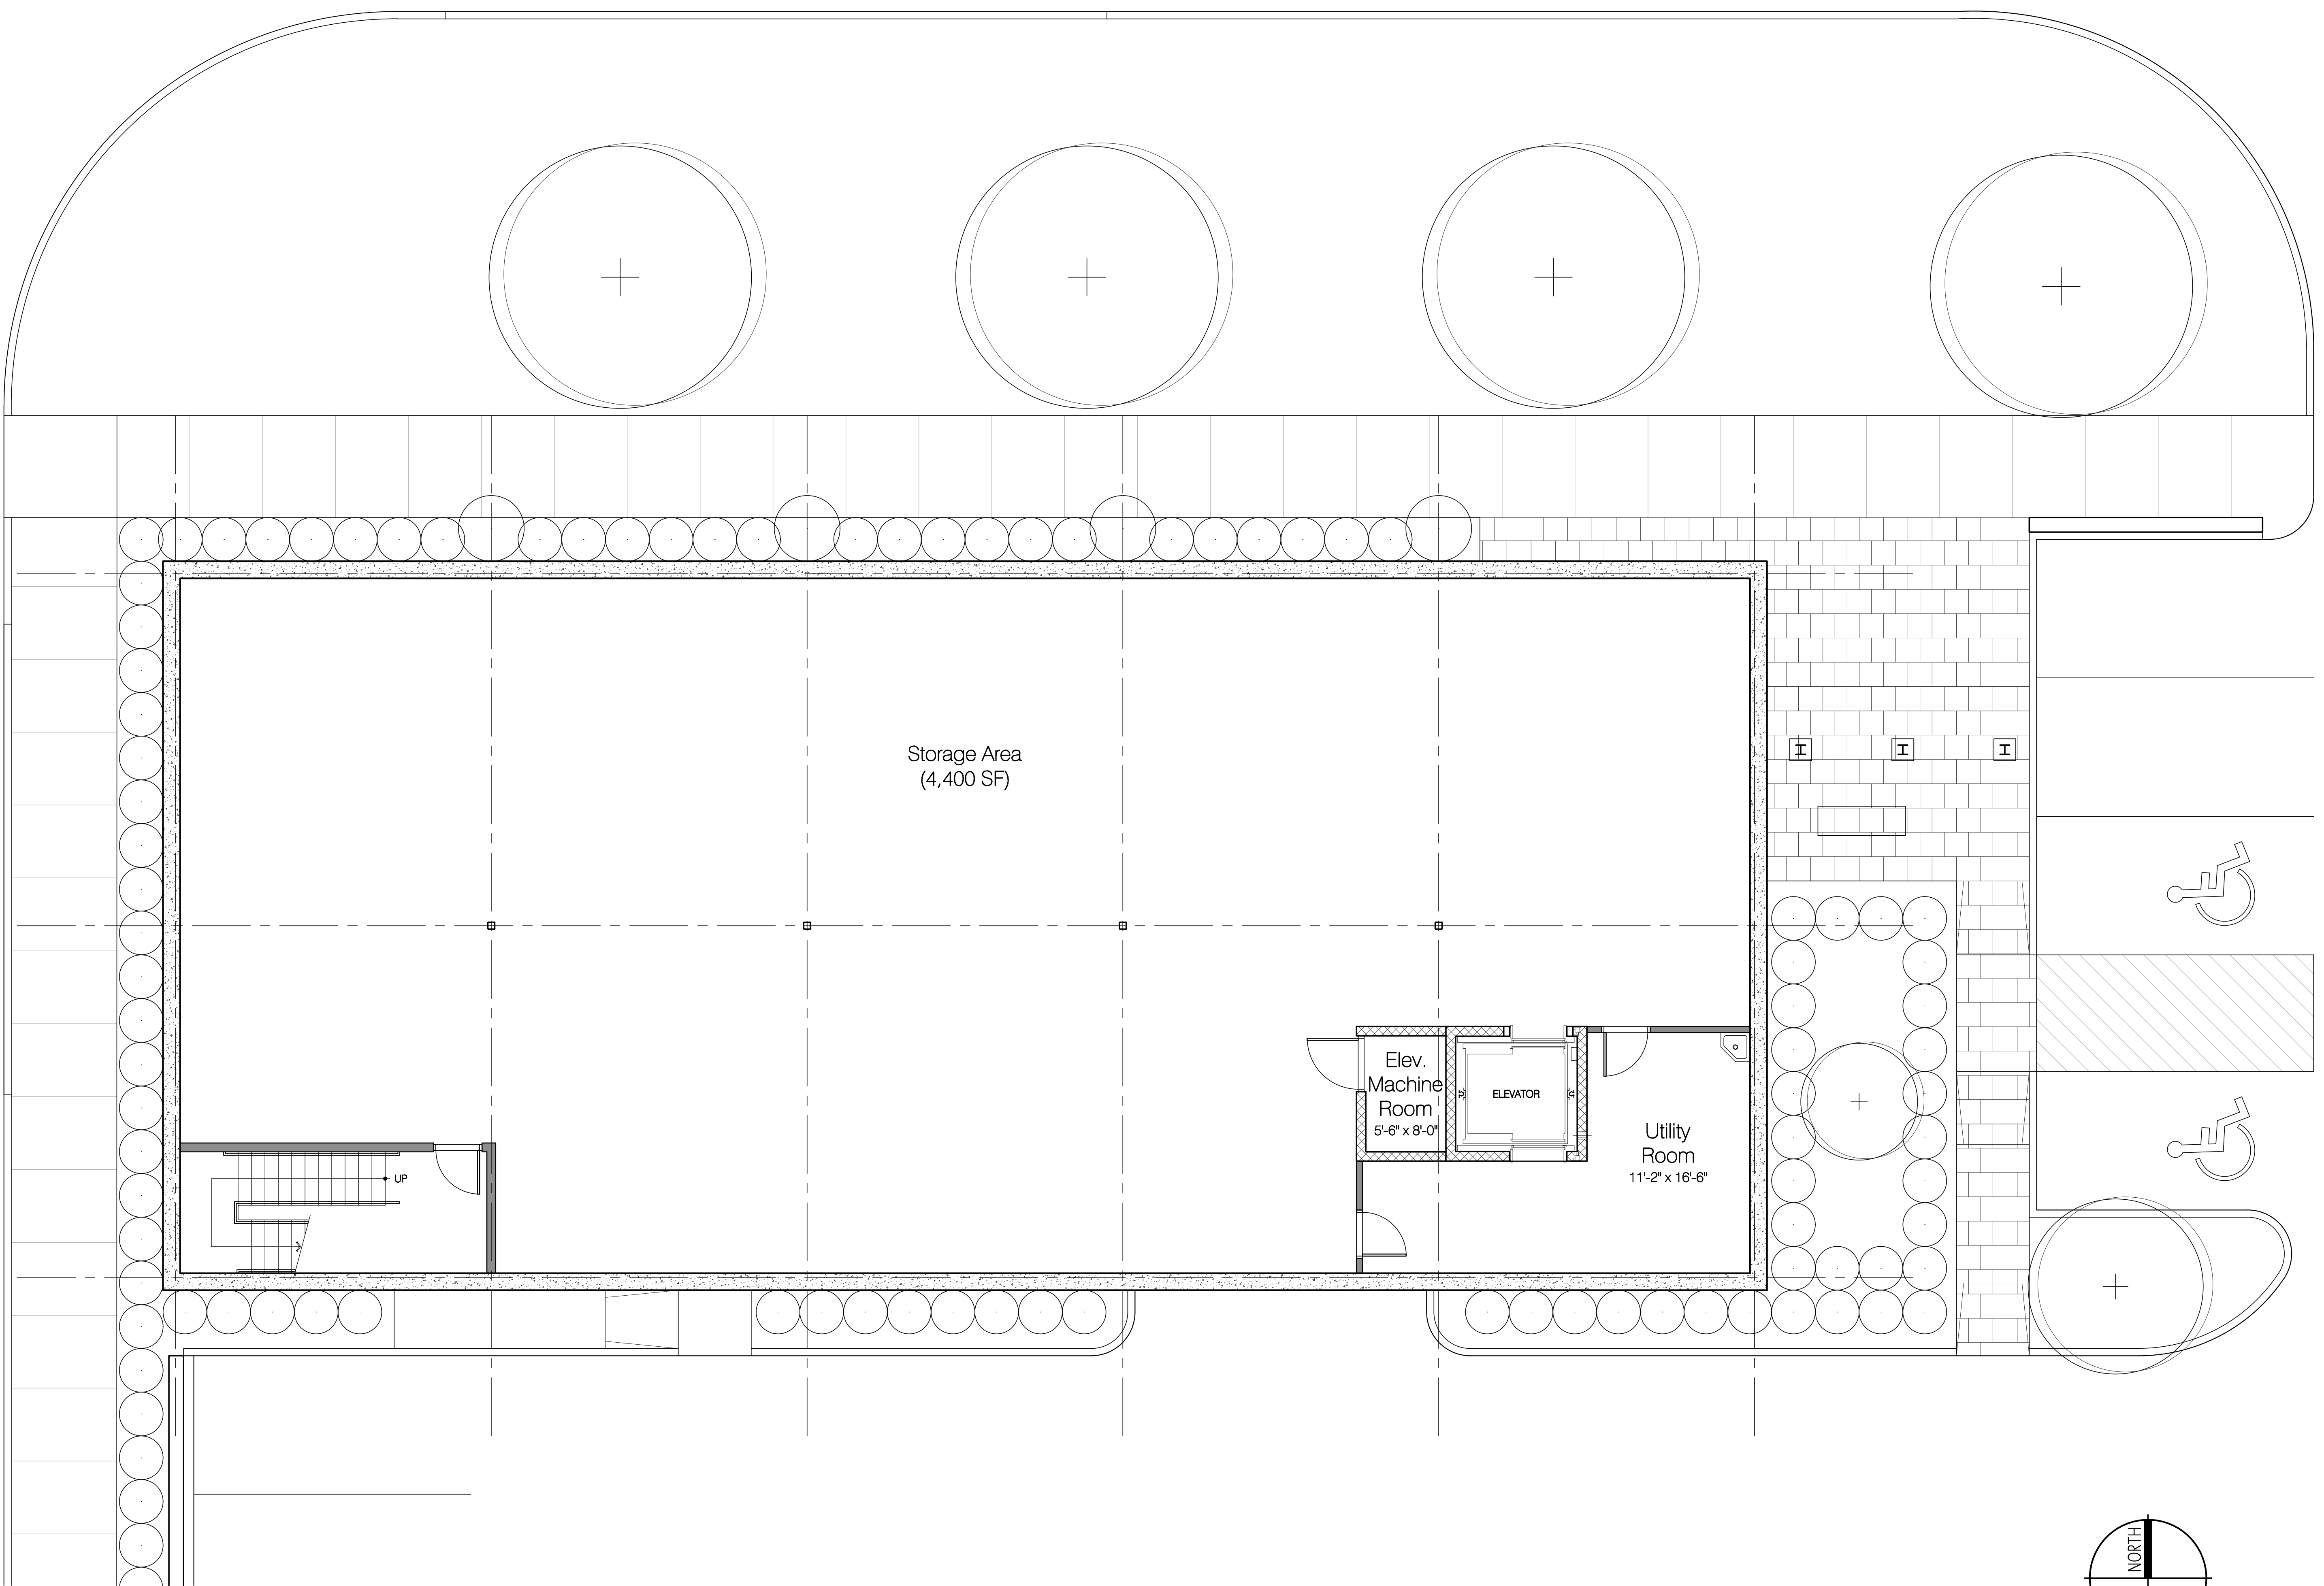 Storage Area
(4,400 SF)
H H H
Elev.
Machine
Room
5'-6" x 8'-0"
ELEVATOR
Utility
Room
11'-2" x 16'-6"
UP
NORTH